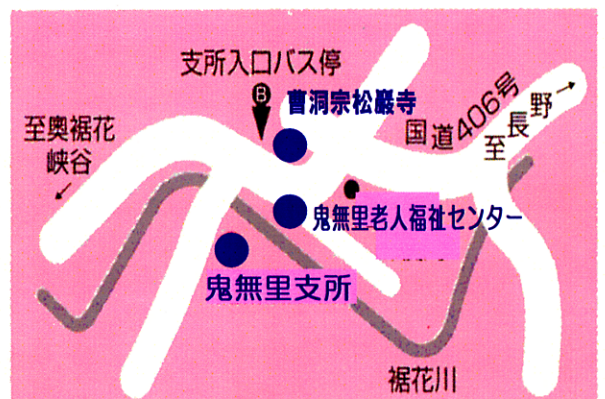 支所入口バス停
B
曹洞宗松巖寺
国道406号
至長野→
至奥裾花
峡谷
←
鬼無里老人福祉センター
鬼無里支所
裾花川